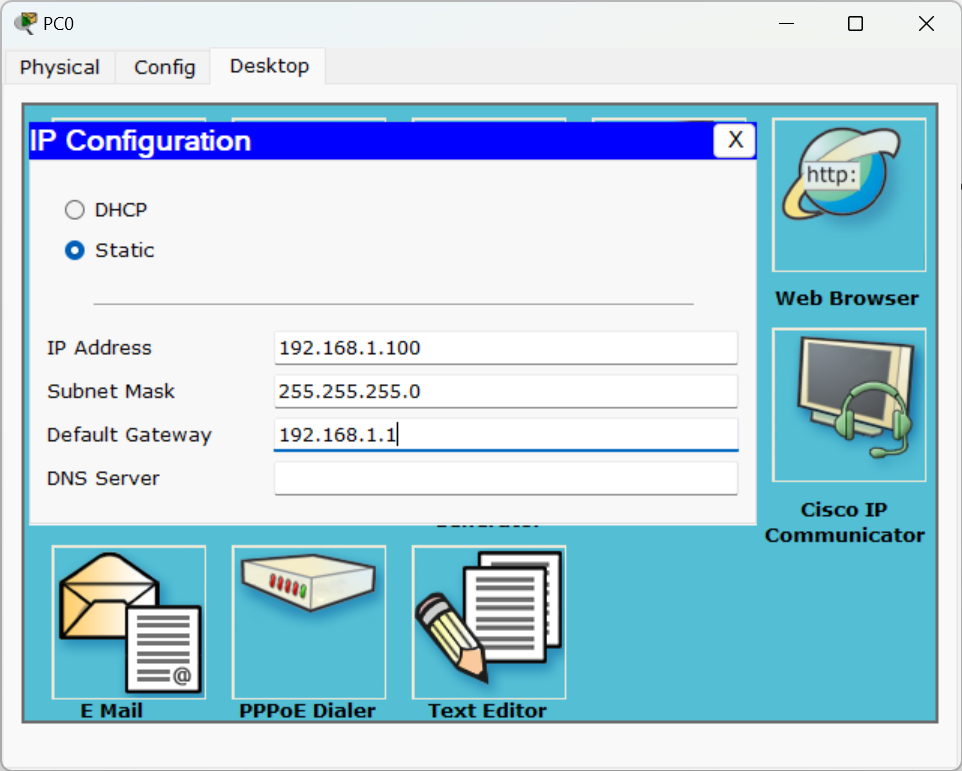 PC0
Physical
Config
Desktop
IP Configuration
X
DHCP
Static
IP Address
192.168.1.100
Subnet Mask
255.255.255.0
Default Gateway
192.168.1.1
DNS Server
http:
Web Browser
Cisco IP
Communicator
@
E Mail
PPPoE Dialer
Text Editor